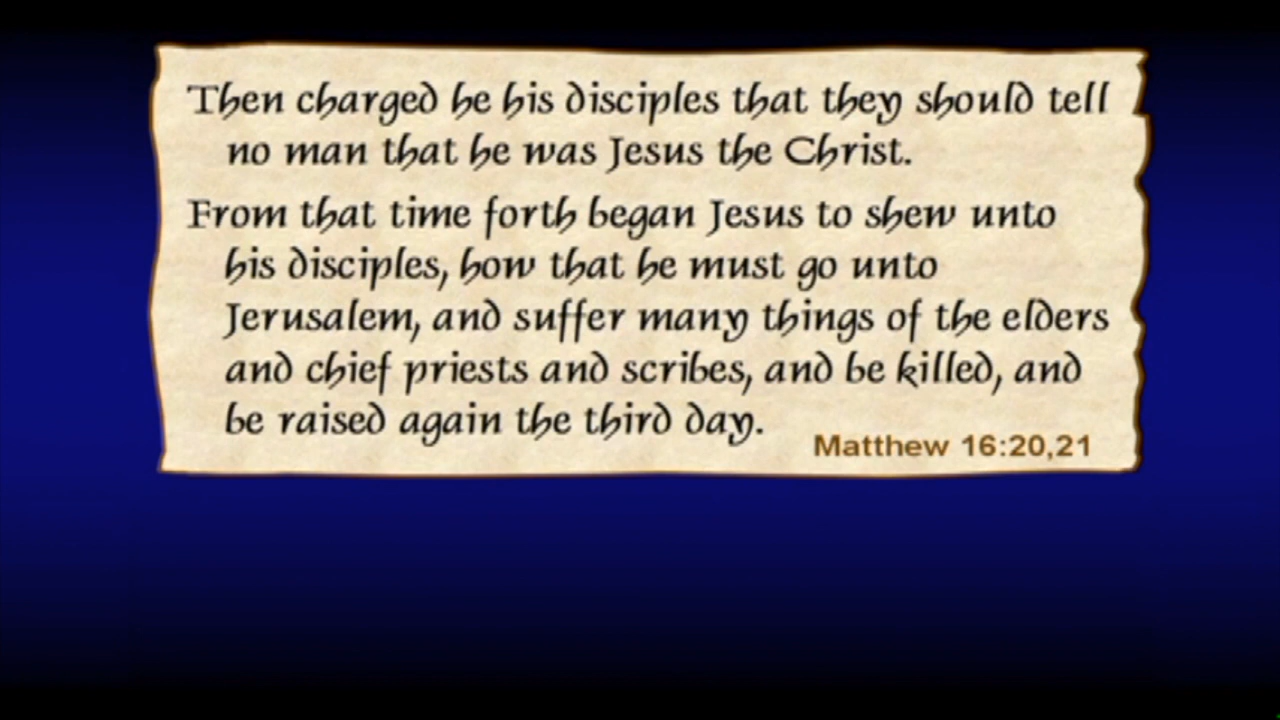 Then charged he his disciples that they should tell
no man that he was Jesus the Christ.
From that time forth began Jesus to shew unto
his disciples, how that he must go unto
Jerusalem, and suffer many things of the elders
and chief priests and scribes, and be killed, and
be raised again the third day.
Matthew 16:20,21